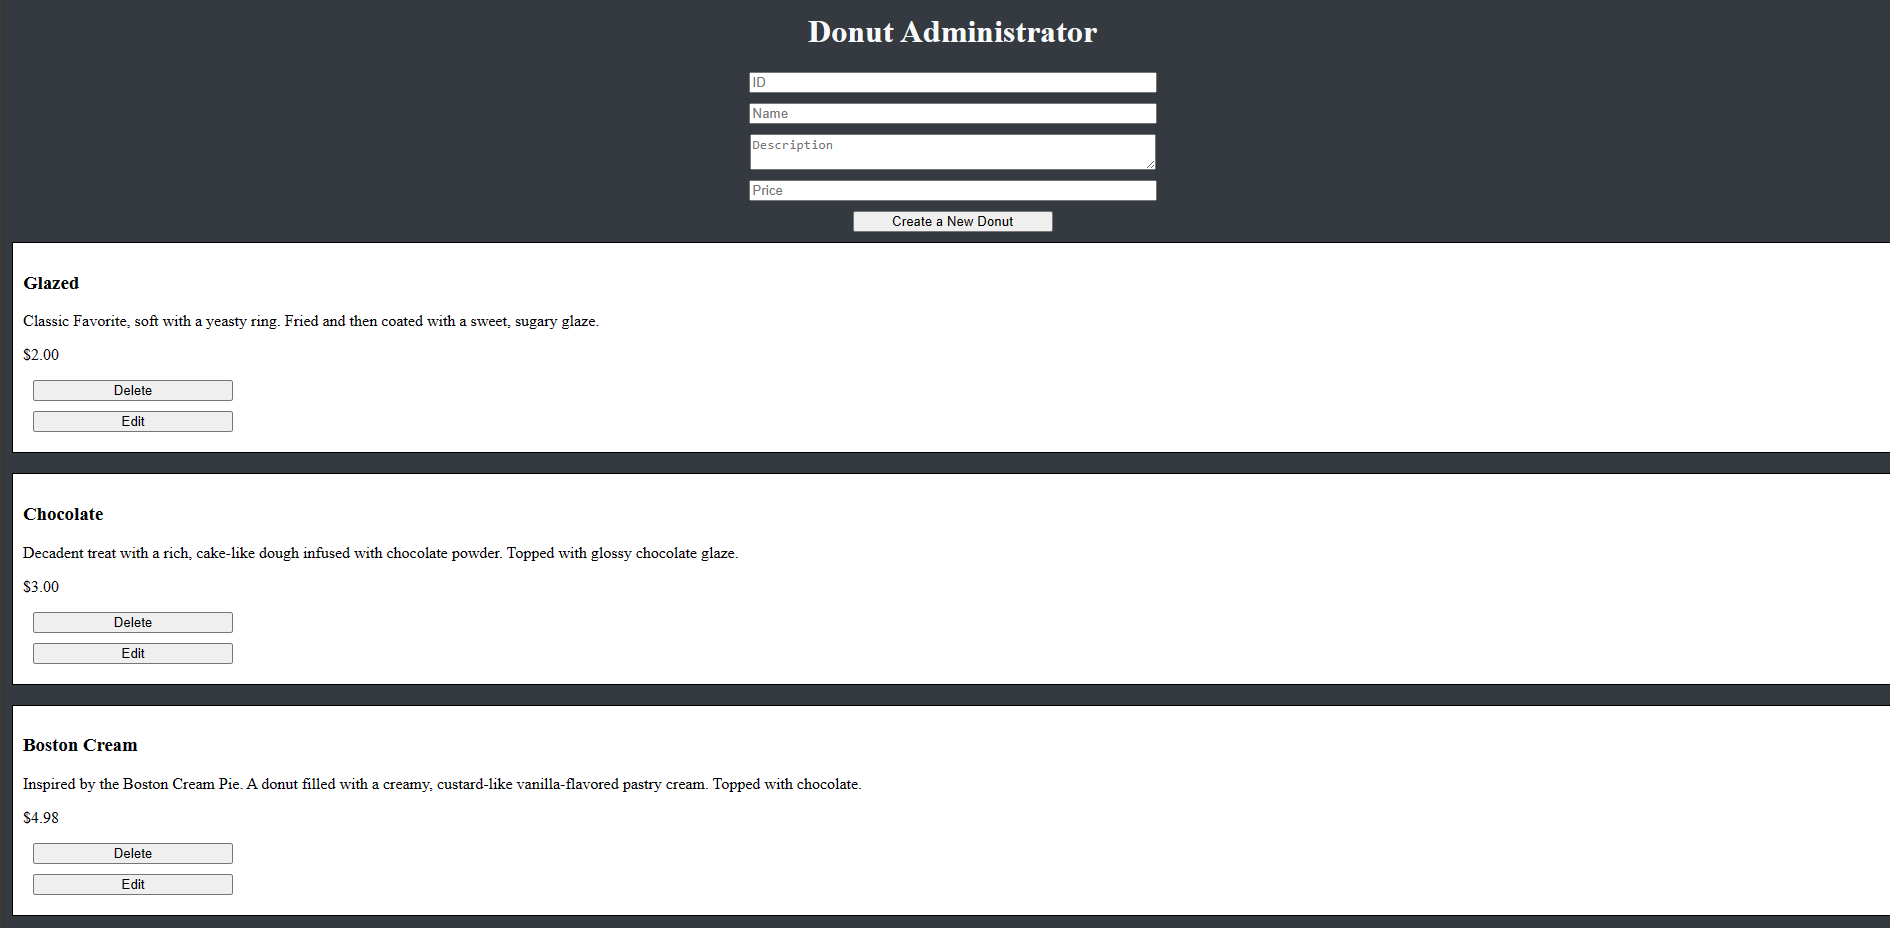 Donut Administrator
ID
Name
Description
Price
Create a New Donut
Glazed
Classic Favorite, soft with a yeasty ring. Fried and then coated with a sweet, sugary glaze.
$2.00
Delete
Edit
Chocolate
Decadent treat with a rich, cake-like dough infused with chocolate powder. Topped with glossy chocolate glaze.
$3.00
Delete
Edit
Boston Cream
Inspired by the Boston Cream Pie. A donut filled with a creamy, custard-like vanilla-flavored pastry cream. Topped with chocolate.
$4.98
Delete
Edit